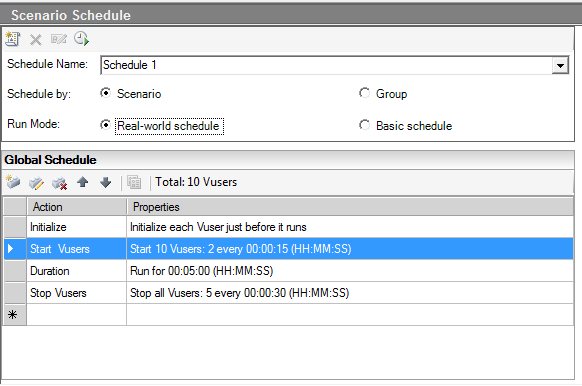 Scenario Schedule
Schedule Name: Schedule 1
Schedule by: Scenario Group
Run Mode: Real-world schedule Basic schedule
Global Schedule
Total: 10 Vusers
Action Properties
Initialize Initialize each Vuser just before it runs
Start Vusers Start 10 Vusers: 2 every 00:00:15 (HH:MM:SS)
Duration Run for 00:05:00 (HH:MM:SS)
Stop Vusers Stop all Vusers: 5 every 00:00:30 (HH:MM:SS)